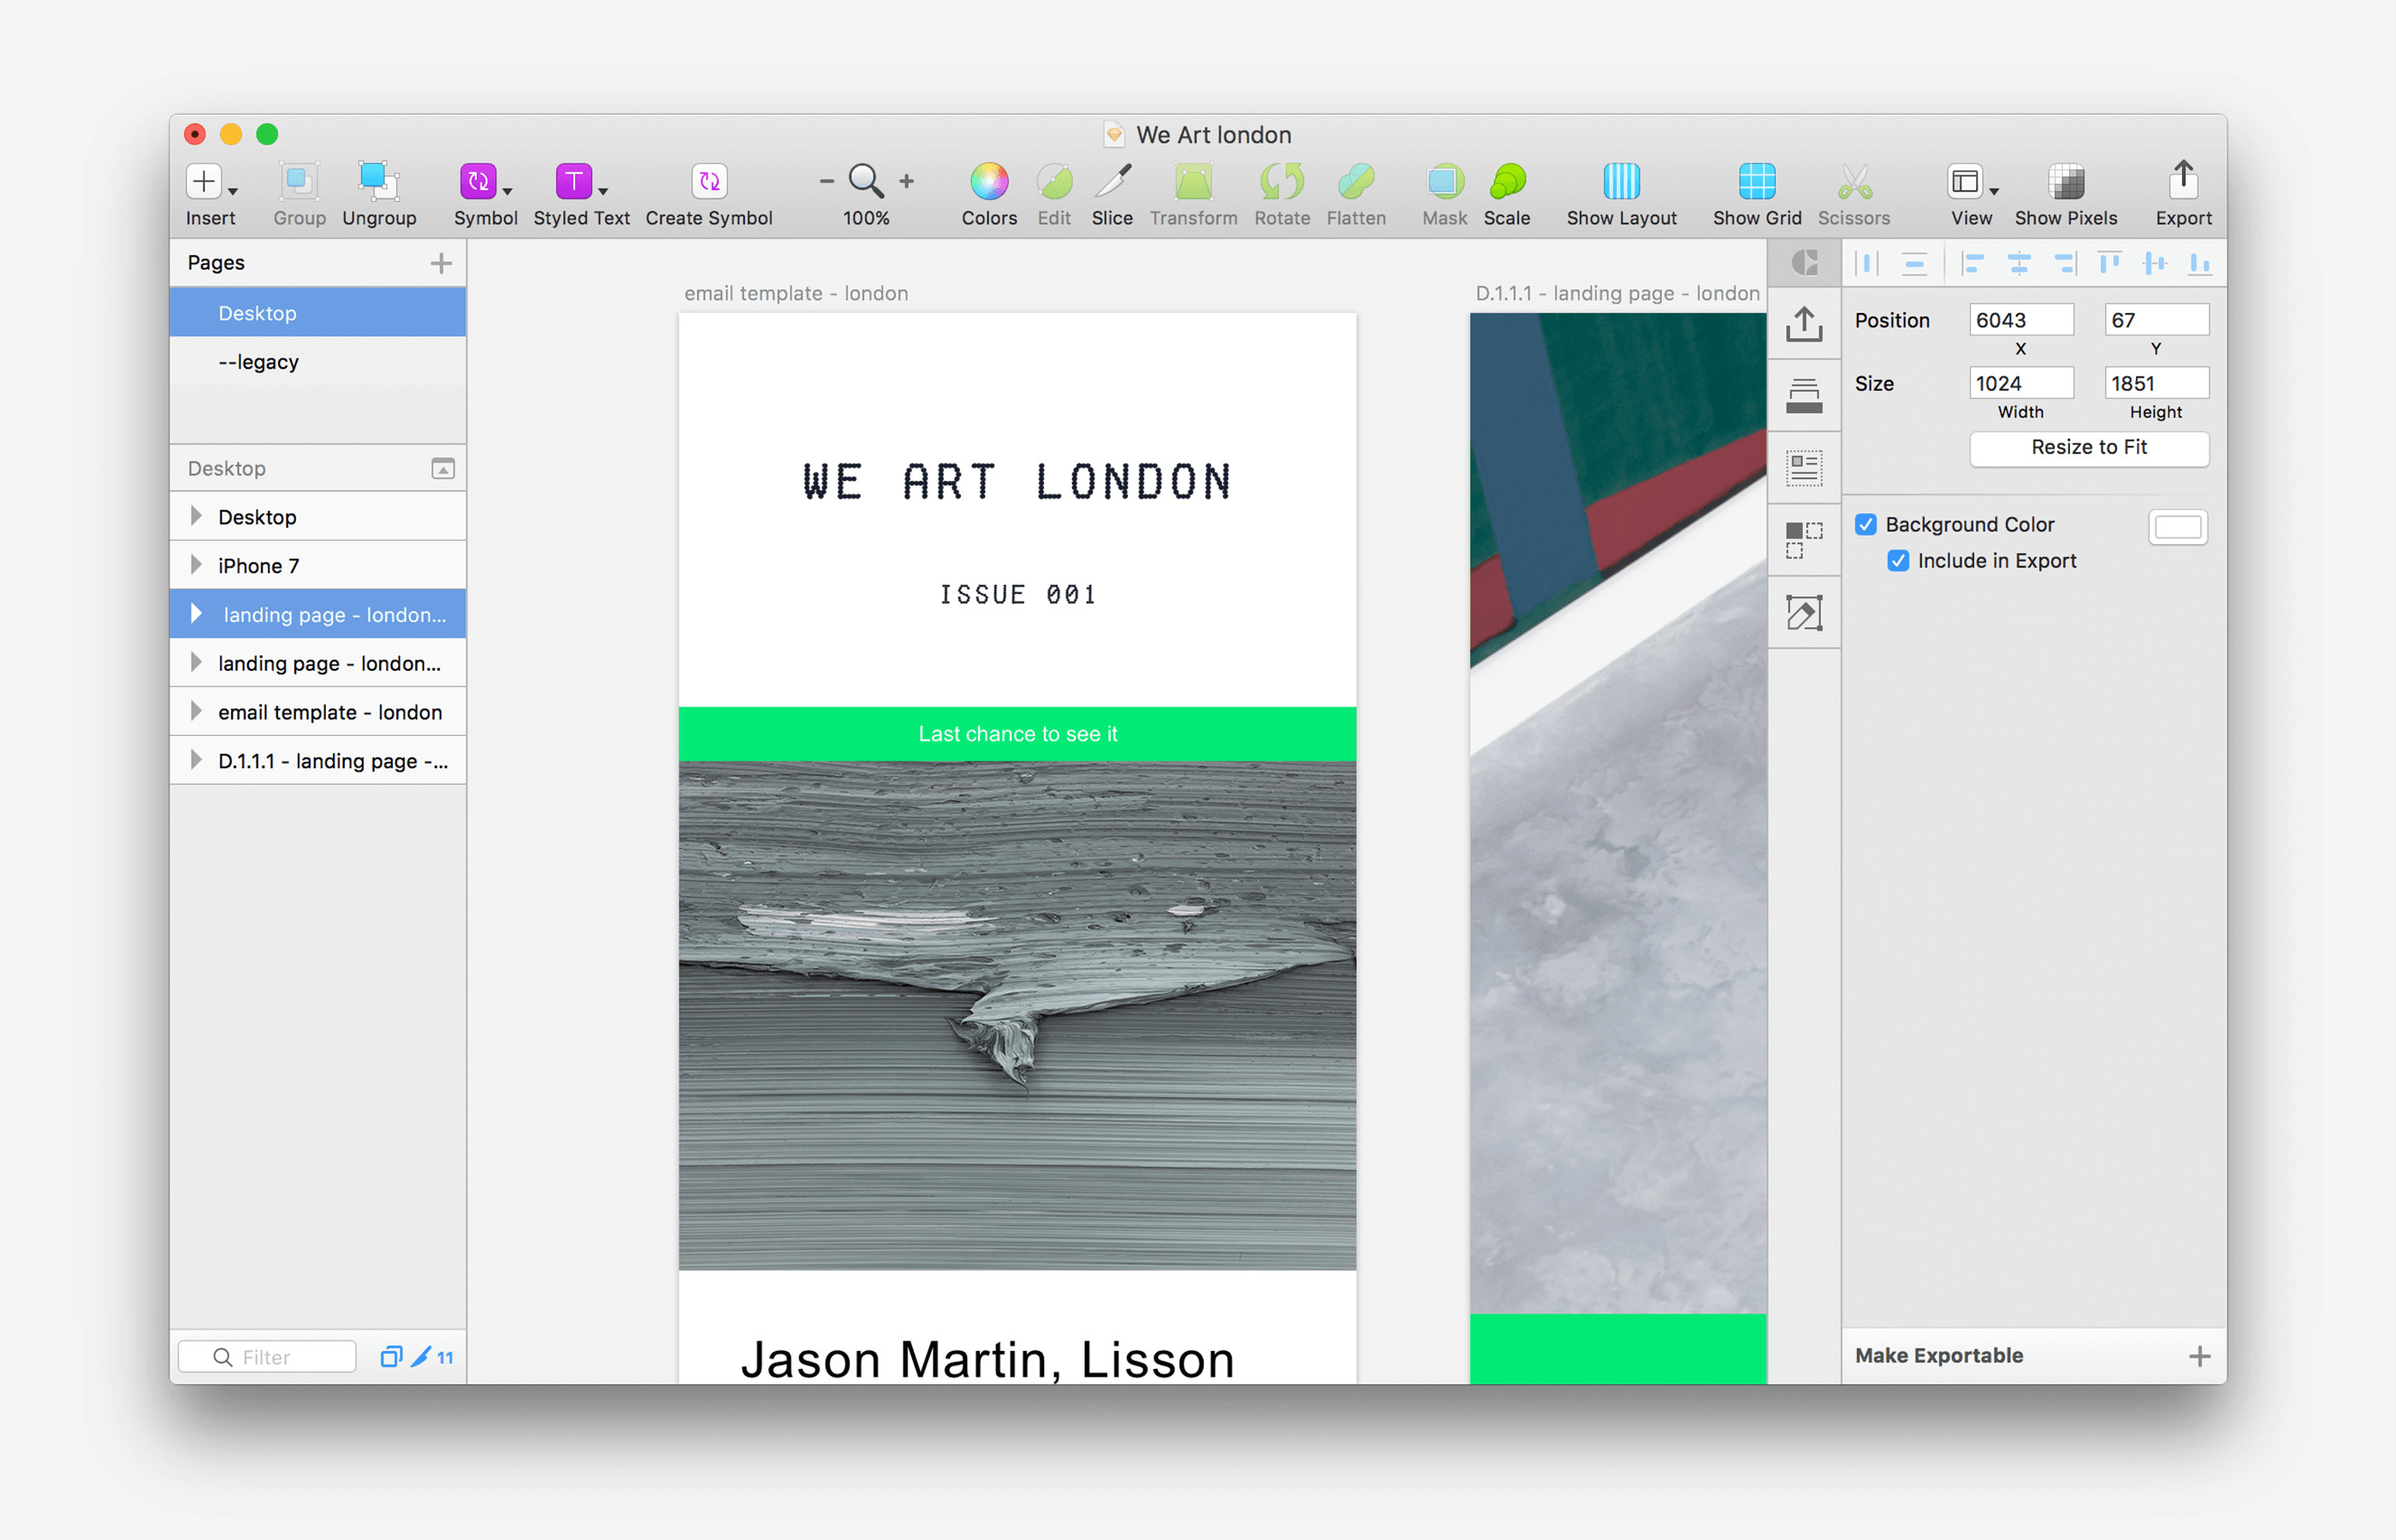 We Art london
Insert Group Ungroup Symbol Styled Text Create Symbol 100% Colors Edit Slice Transform Rotate Flatten Mask Scale Show Layout Show Grid Scissors View Show Pixels Export
Pages
Desktop
--legacy
Desktop
Desktop
iPhone 7
landing page - london...
landing page - london...
email template - london
D.1.1.1 - landing page -...
Filter 11
email template - london
WE ART LONDON
ISSUE 001
Last chance to see it
Jason Martin, Lisson
D.1.1.1 - landing page - london
Position 6043 67
X Y
Size 1024 1851
Width Height
Resize to Fit
Background Color
Include in Export
Make Exportable